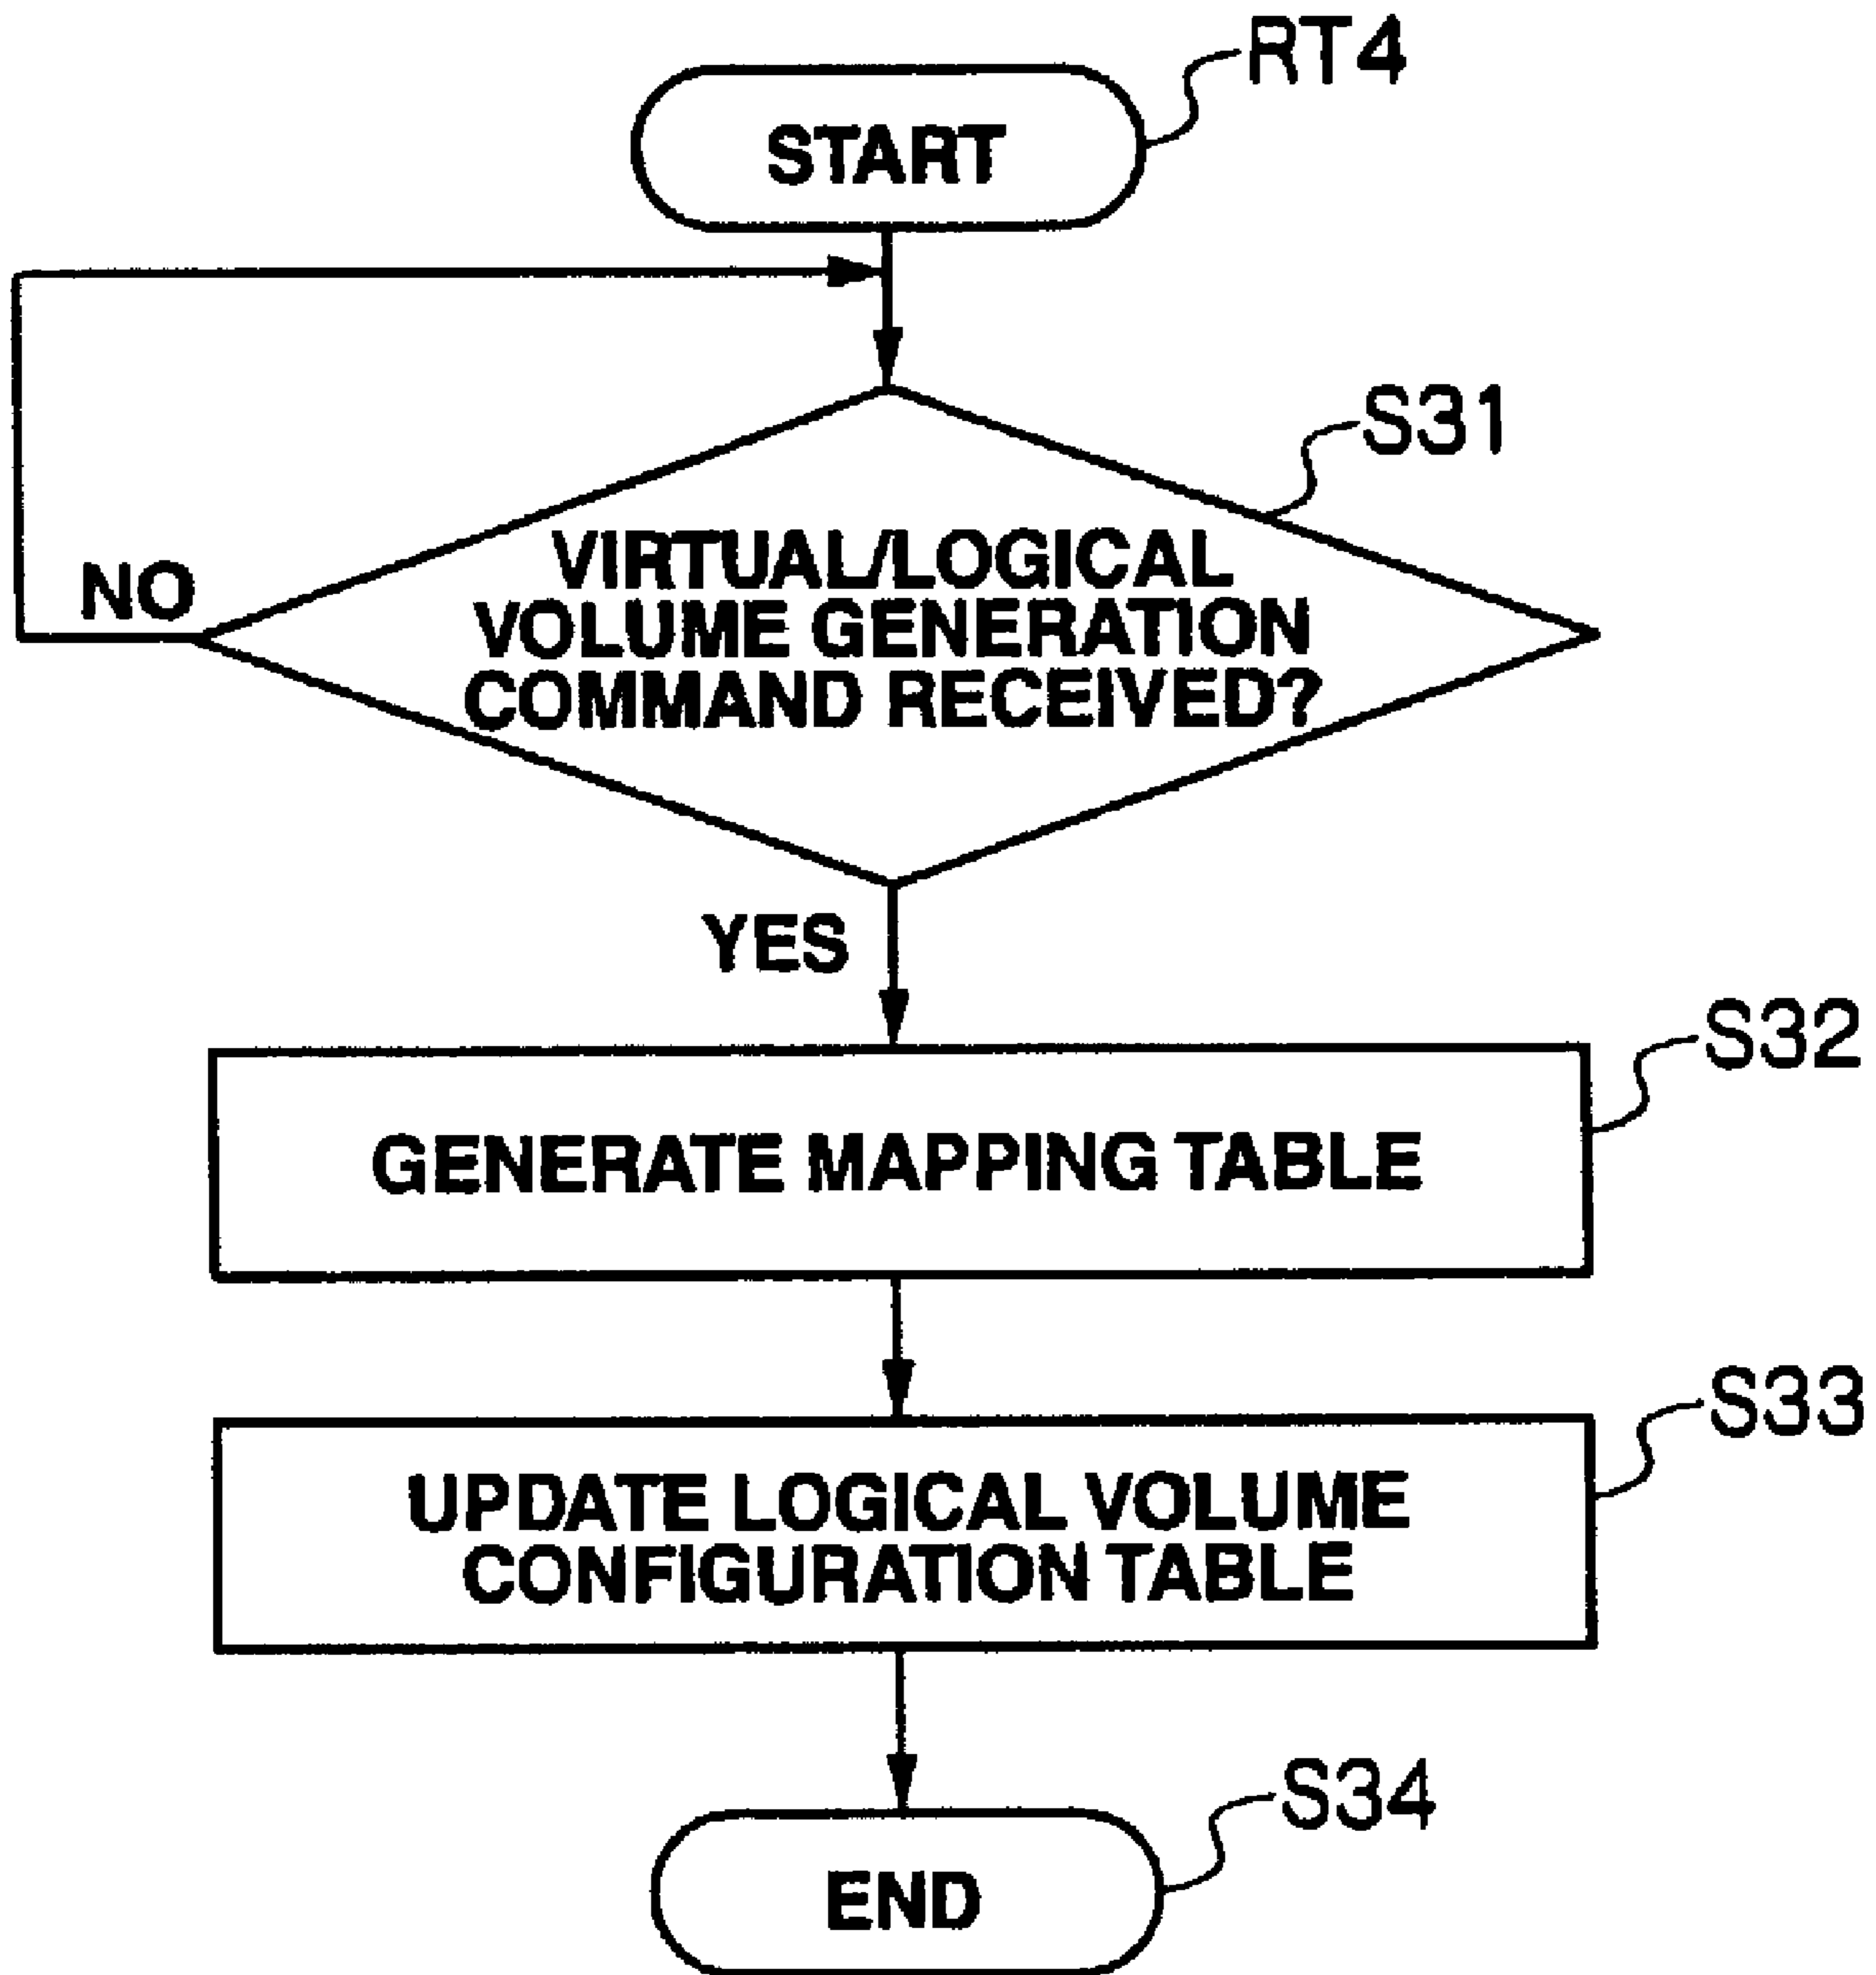 RT4
START
S31
VIRTUAL/LOGICAL
VOLUME GENERATION
COMMAND RECEIVED?
NO
YES
S32
GENERATE MAPPING TABLE
S33
UPDATE LOGICAL VOLUME
CONFIGURATION TABLE
S34
END